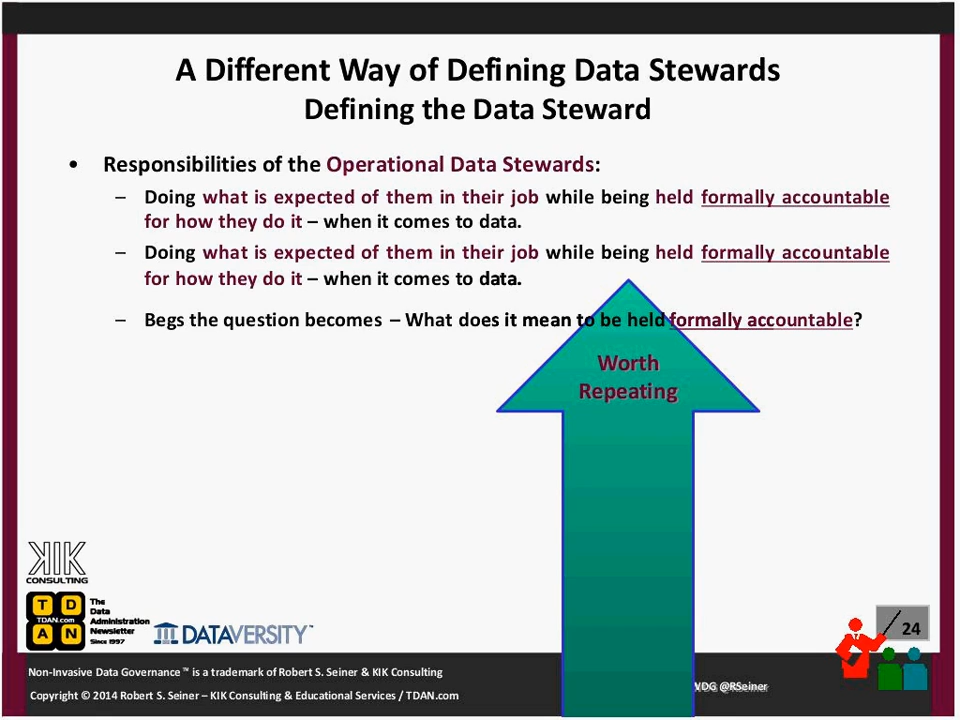 A Different Way of Defining Data Stewards
Defining the Data Steward
• Responsibilities of the Operational Data Stewards:
– Doing what is expected of them in their job while being held formally accountable
for how they do it – when it comes to data.
– Doing what is expected of them in their job while being held formally accountable
for how they do it – when it comes to data.
– Begs the question becomes – What does it mean to be held formally accountable?
Worth
Repeating
KIK
CONSULTING
T D
TDAN.com
A N
The
Data
Administration
Newsletter
Since 1997
DATAVERSITY™
24
Non-Invasive Data Governance™ is a trademark of Robert S. Seiner & KIK Consulting
Copyright © 2014 Robert S. Seiner – KIK Consulting & Educational Services / TDAN.com
@RSeiner